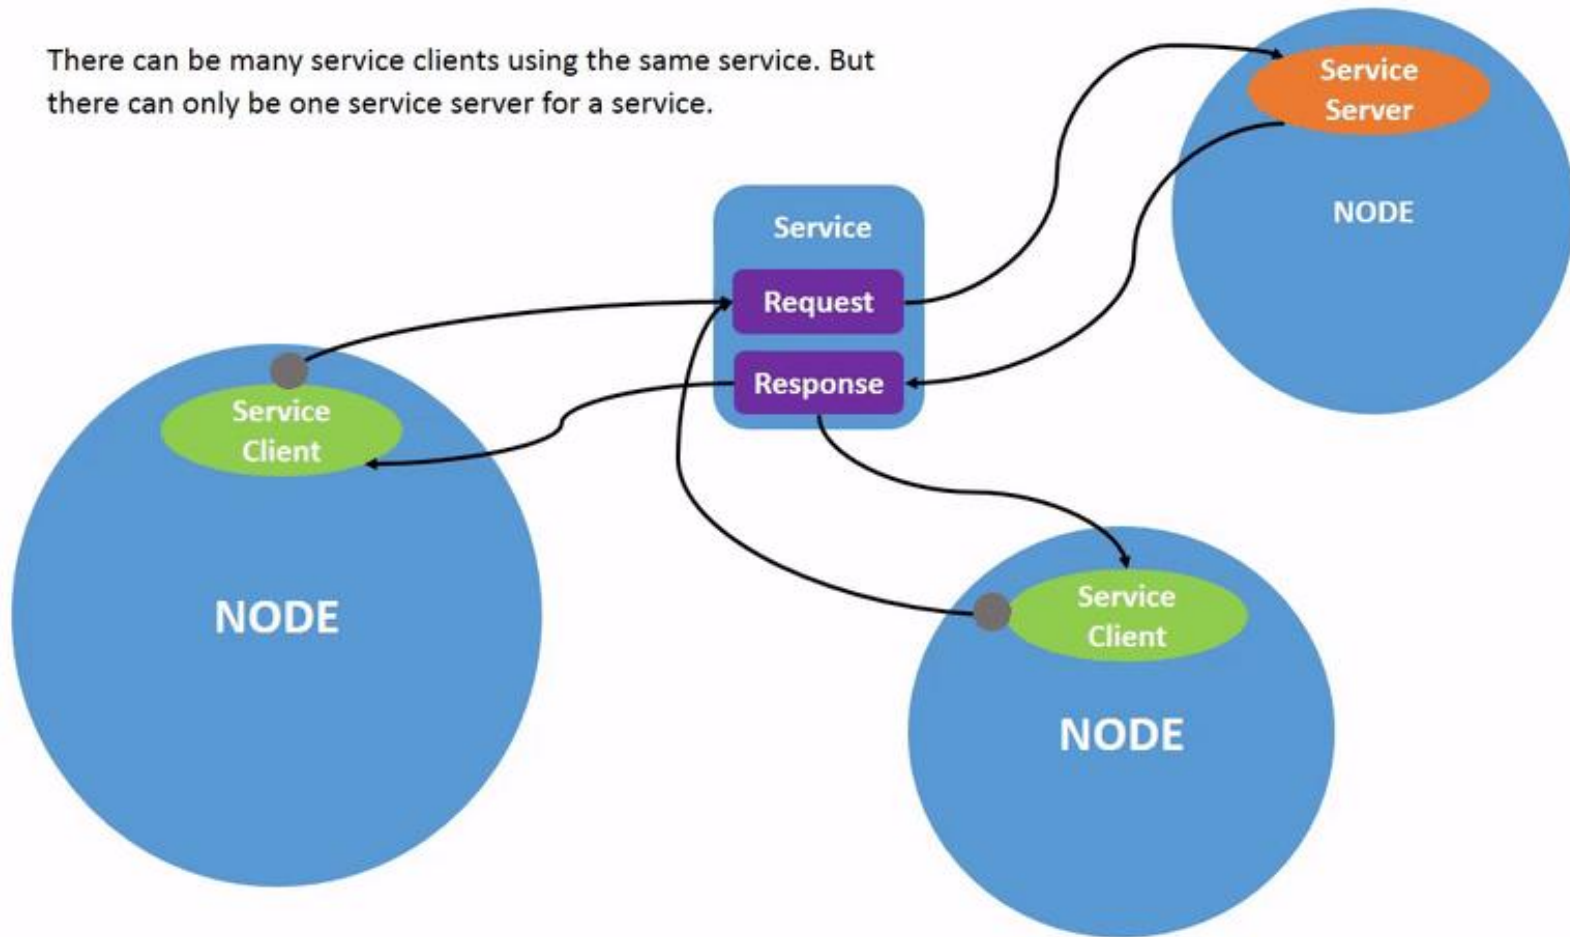 There can be many service clients using the same service. But
there can only be one service server for a service.
Service
Server
NODE
Service
Request
Response
Service
Client
NODE
Service
Client
NODE